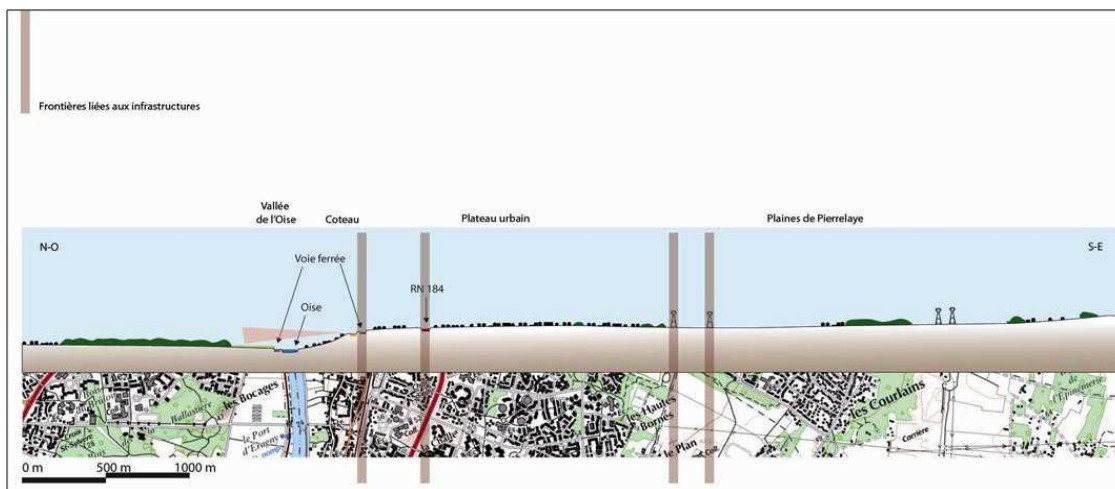 Frontières liées aux infrastructures
Vallée
de l'Oise
Coteau
Plateau urbain
Plaines de Pierrelaye
N-O
S-E
Voie ferrée
RN 184
Oise
les Bocages
le Port
d'Eragny
les Hautes
Bornes
le Plan
les Courlains
Carrière
0 m
500 m
1000 m